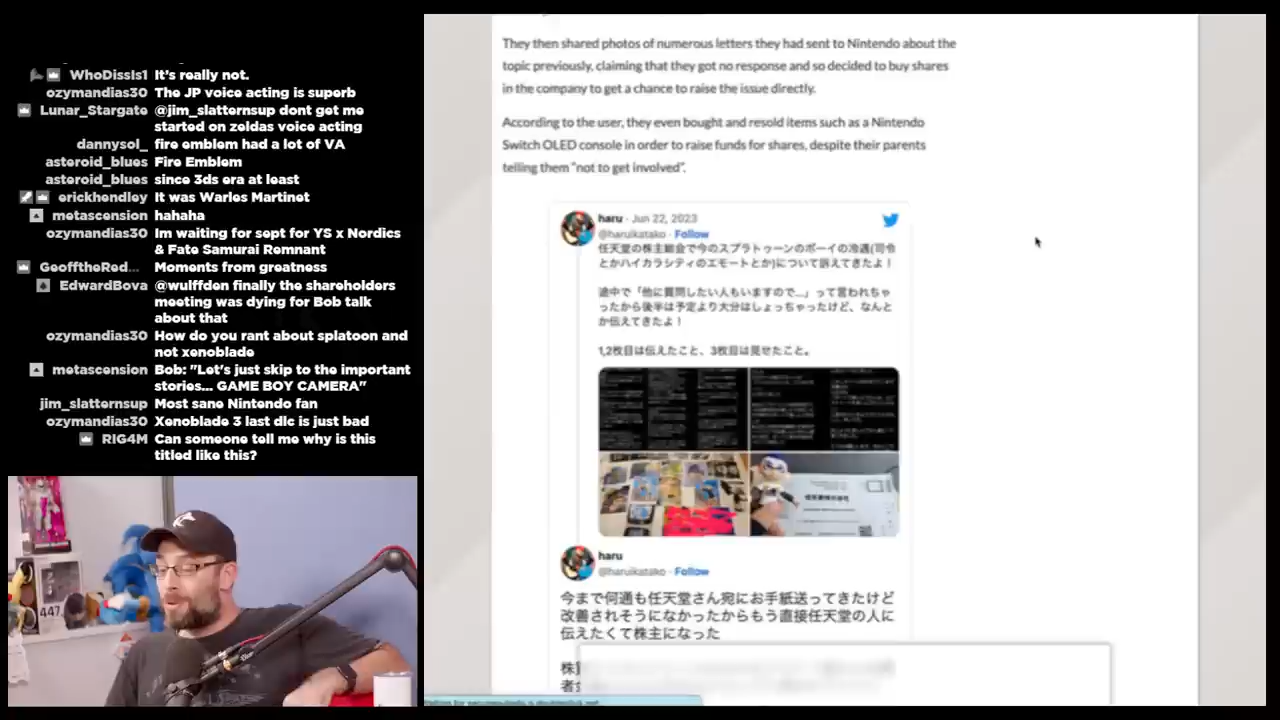 WhoDissIs1 It's really not.
ozymandias30 The JP voice acting is superb
Lunar_Stargate @jim_slatternsup dont get me
started on zeldas voice acting
dannysol_ fire emblem had a lot of VA
asteroid_blues Fire Emblem
asteroid_blues since 3ds era at least
erickhendley It was Warles Martinet
metascension hahaha
ozymandias30 Im waiting for sept for YS x Nordics
& Fate Samurai Remnant
GeofftheRed... Moments from greatness
EdwardBova @wulffden finally the shareholders
meeting was dying for Bob talk
about that
ozymandias30 How do you rant about splatoon and
not xenoblade
metascension Bob: "Let's just skip to the important
stories... GAME BOY CAMERA"
jim_slatternsup Most sane Nintendo fan
ozymandias30 Cenoblade 3 last dlc is just bad
RIG4M Can someone tell me why is this
titled like this?
447
They then shared photos of numerous letters they had sent to Nintendo about the
topic previously, claiming that they got no response and so decided to buy shares
in the company to get a chance to raise the issue directly.
According to the user, they even bought and resold items such as a Nintendo
Switch OLED console in order to raise funds for shares, despite their parents
telling them "not to get involved".
haru · Jun 22, 2023
@haruikatako · Follow
任天堂の株主総会で今のスプラトゥーンのボーイの冷遇(司令
とかハイカラシティのエモートとか)について訴えてきたよ！
途中で「他に質問したい人もいますので...」って言われちゃ
ったから後半は予定より大分はしょっちゃったけど、なんと
か伝えてきたよ！
1,2枚目は伝えたこと、3枚目は見せたこと。
haru
@haruikatako · Follow
今まで何通も任天堂さん宛にお手紙送ってきたけど
改善されそうになかったからもう直接任天堂の人に
伝えたくて株主になった
株
者